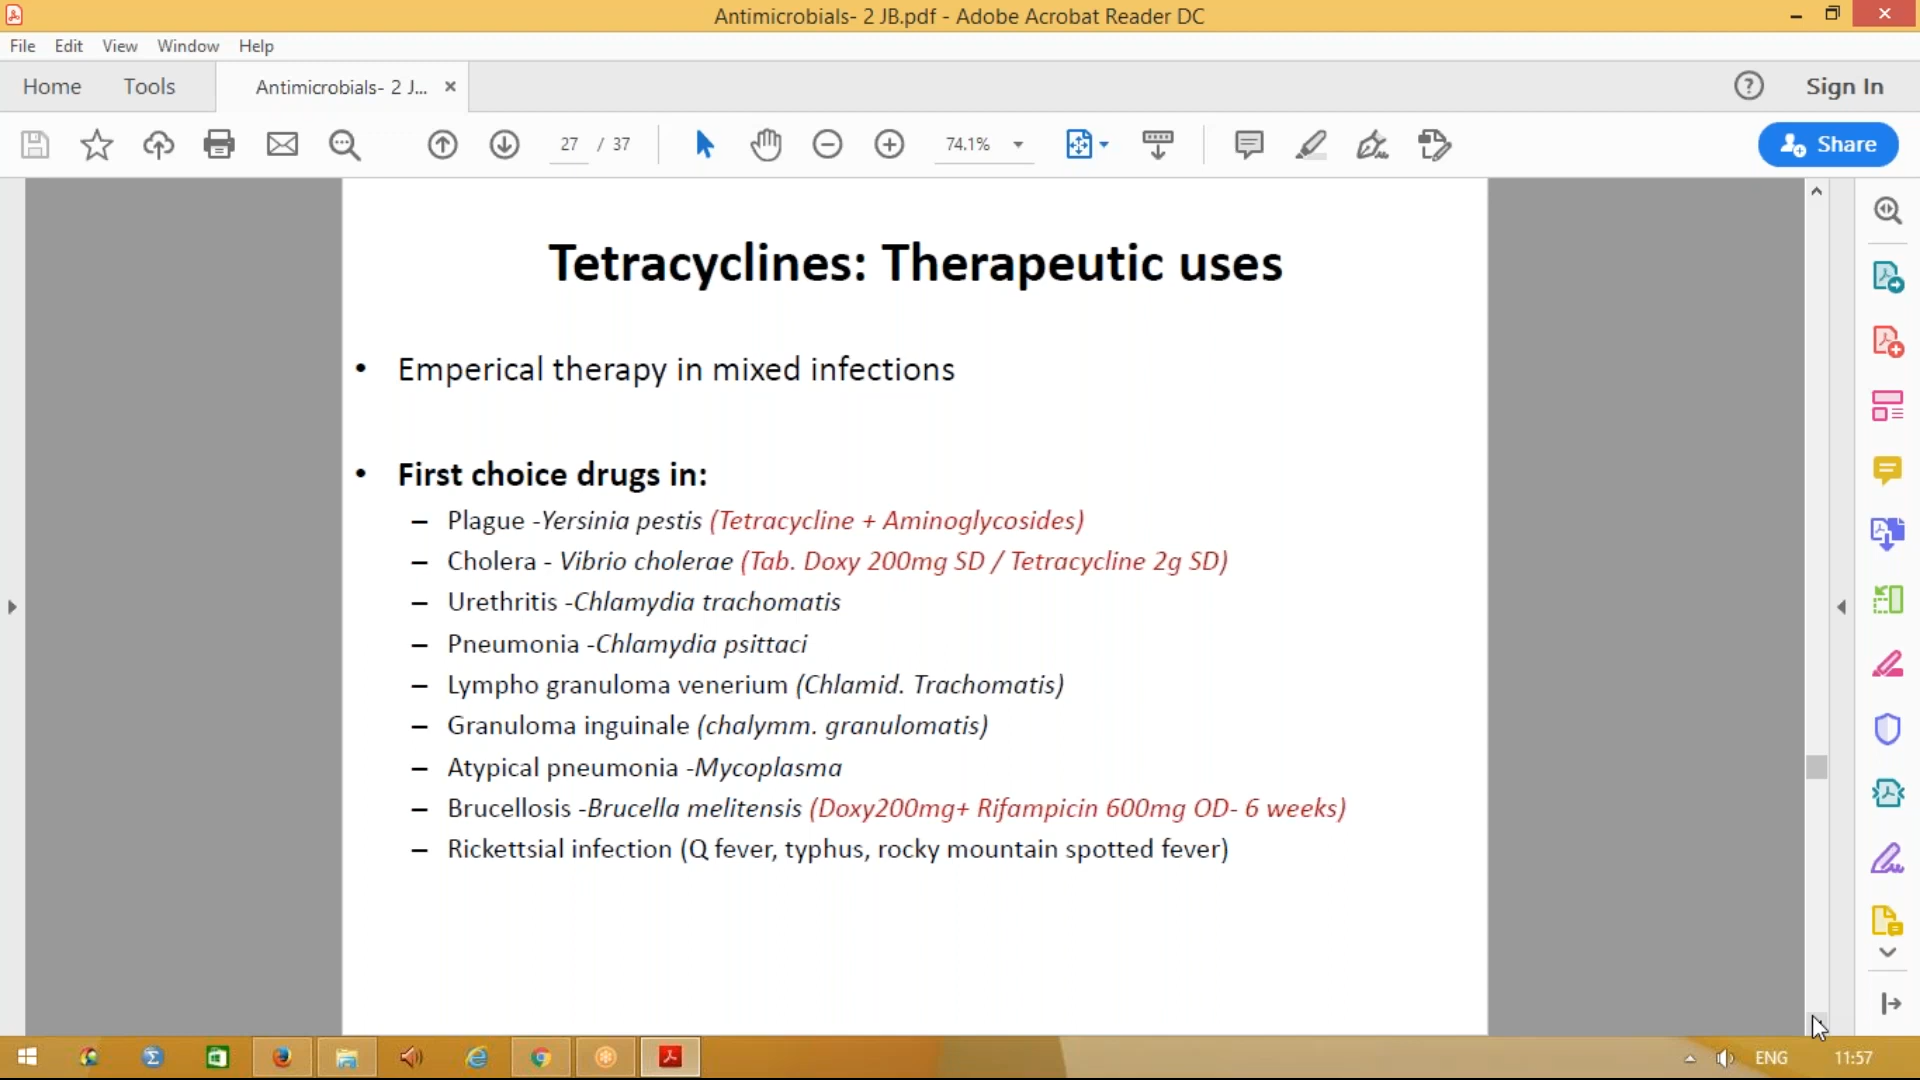 Antimicrobials- 2 JB.pdf - Adobe Acrobat Reader DC
File Edit View Window Help
Home Tools Antimicrobials- 2 J... × Sign In
27 / 37 74.1% Share
Tetracyclines: Therapeutic uses
• Emperical therapy in mixed infections
• First choice drugs in:
– Plague -Yersinia pestis (Tetracycline + Aminoglycosides)
– Cholera - Vibrio cholerae (Tab. Doxy 200mg SD / Tetracycline 2g SD)
– Urethritis -Chlamydia trachomatis
– Pneumonia -Chlamydia psittaci
– Lympho granuloma venerium (Chlamid. Trachomatis)
– Granuloma inguinale (chalymm. granulomatis)
– Atypical pneumonia -Mycoplasma
– Brucellosis -Brucella melitensis (Doxy200mg+ Rifampicin 600mg OD- 6 weeks)
– Rickettsial infection (Q fever, typhus, rocky mountain spotted fever)
ENG 11:57